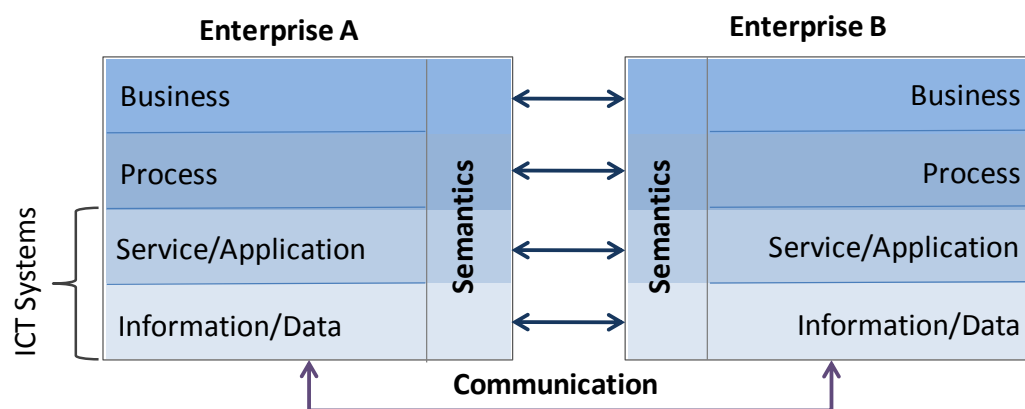 Enterprise A
Enterprise B
Business
Business
Process
Process
Service/Application
Service/Application
Information/Data
Information/Data
Semantics
Semantics
ICT Systems
Communication